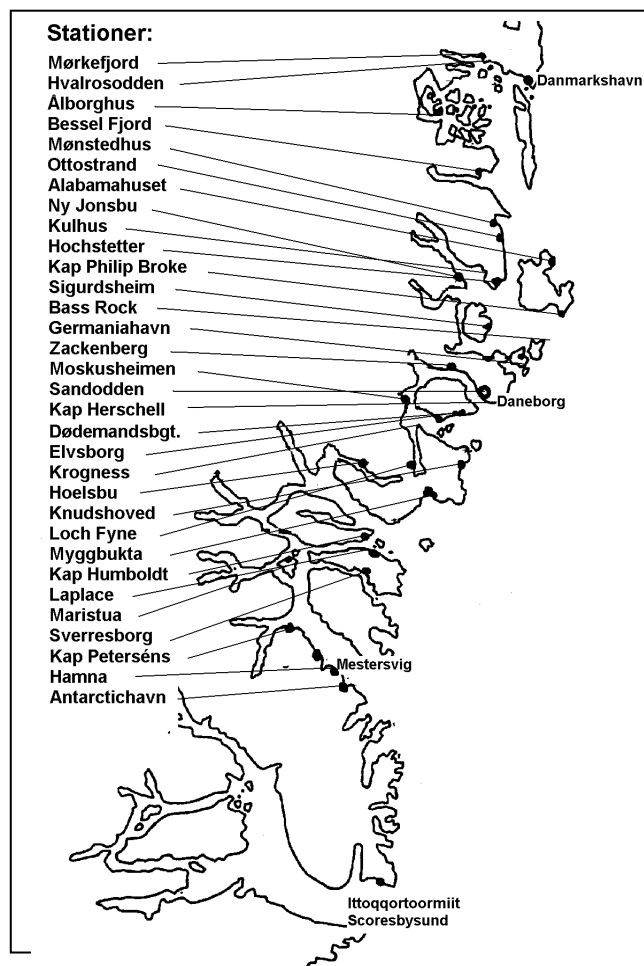 Stationer:
Mørkefjord
Hvalrosodden
Danmarkshavn
Ålborghus
Bessel Fjord
Mønstedhus
Ottostrand
Alabamahuset
Ny Jonsbu
Kulhus
Hochstetter
Kap Philip Broke
Sigurdsheim
Bass Rock
Germaniahavn
Zackenberg
Moskusheimen
Sandodden
Daneborg
Kap Herschell
Dødemandsbgt.
Elvsborg
Krogness
Hoelsbu
Knudshoved
Loch Fyne
Myggbukta
Kap Humboldt
Laplace
Maristua
Sverresborg
Kap Peterséns
Mestersvig
Hamna
Antarctichavn
Ittoqqortoormiit
Scoresbysund